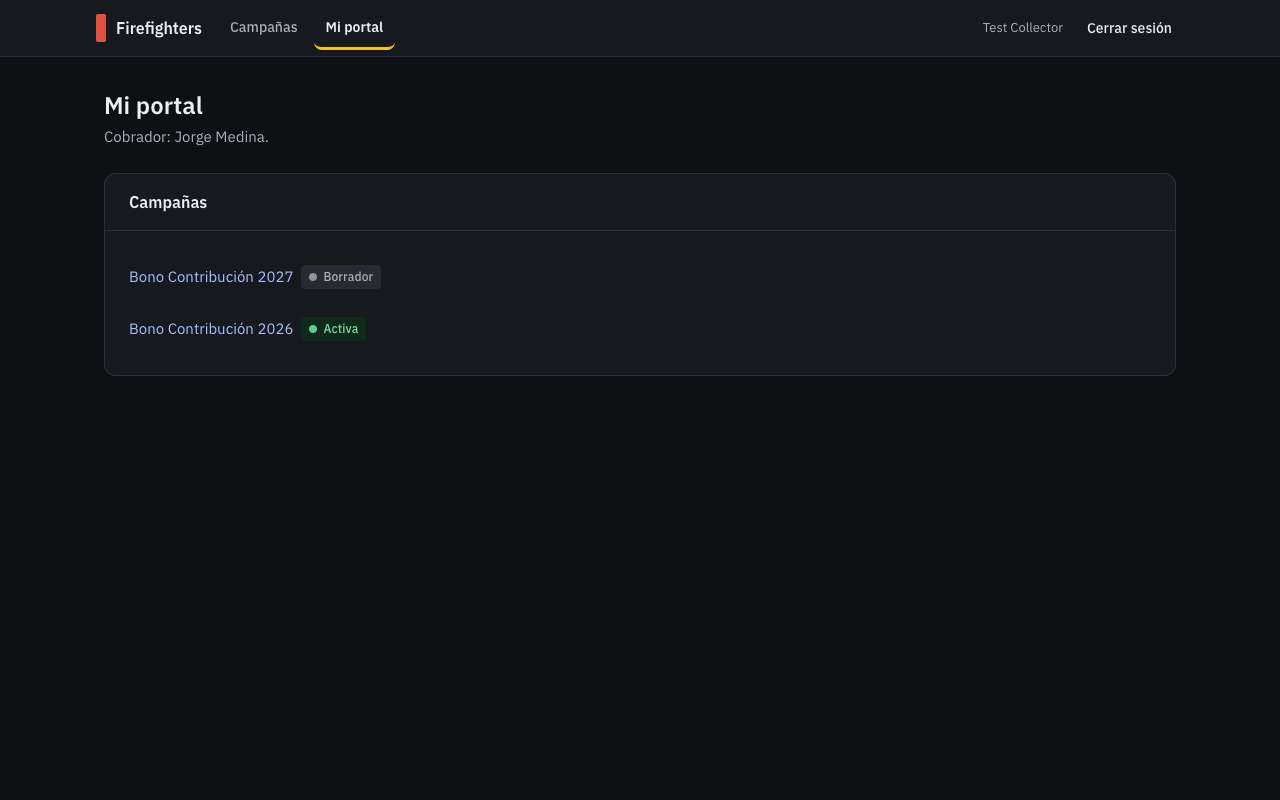 Firefighters Campañas Mi portal Test Collector Cerrar sesión
Mi portal
Cobrador: Jorge Medina.
Campañas
Bono Contribución 2027 Borrador
Bono Contribución 2026 Activa